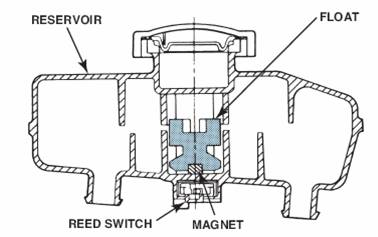 RESERVOIR
FLOAT
REED SWITCH
MAGNET